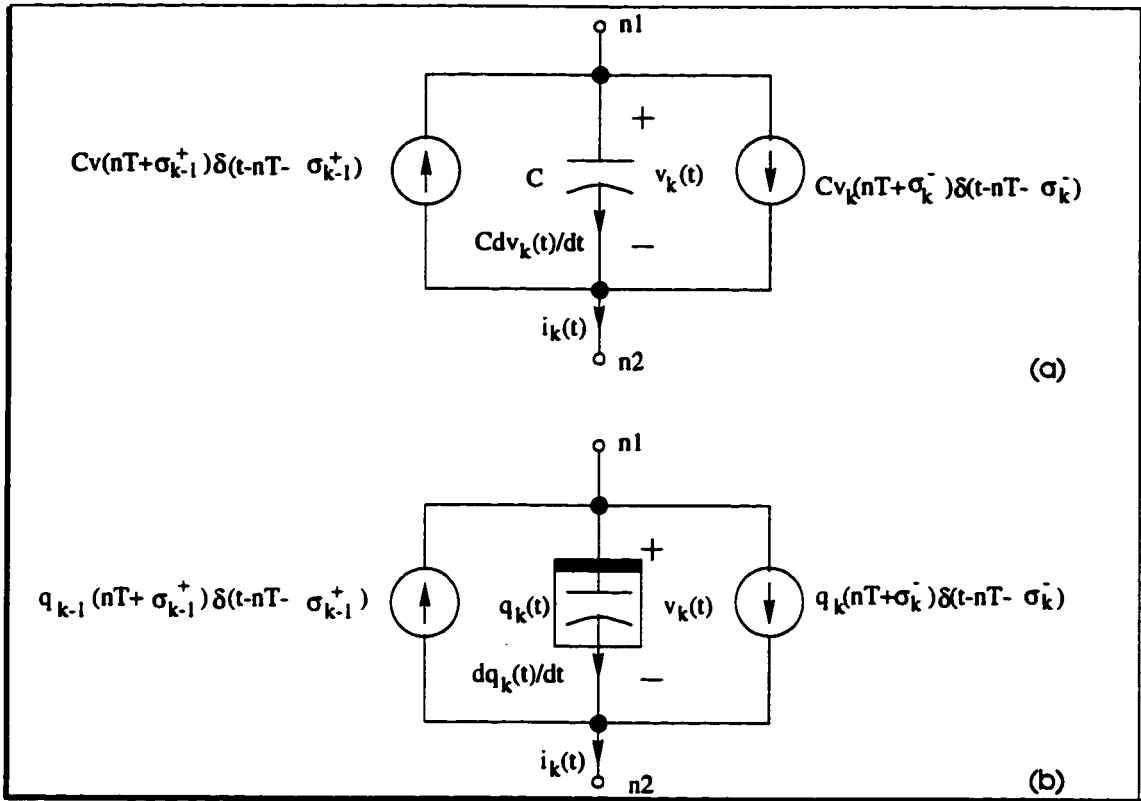 n1
+
Cv(nT+σ⁺ₖ₋₁)δ(t-nT- σ⁺ₖ₋₁)
C
vₖ(t)
Cvₖ(nT+σ⁻ₖ)δ(t-nT- σ⁻ₖ)
Cdvₖ(t)/dt
−
iₖ(t)
n2
(a)
n1
+
qₖ₋₁(nT+ σ⁺ₖ₋₁)δ(t-nT- σ⁺ₖ₋₁)
qₖ(t)
vₖ(t)
qₖ(nT+σ⁻ₖ)δ(t-nT- σ⁻ₖ)
dqₖ(t)/dt
−
iₖ(t)
n2
(b)